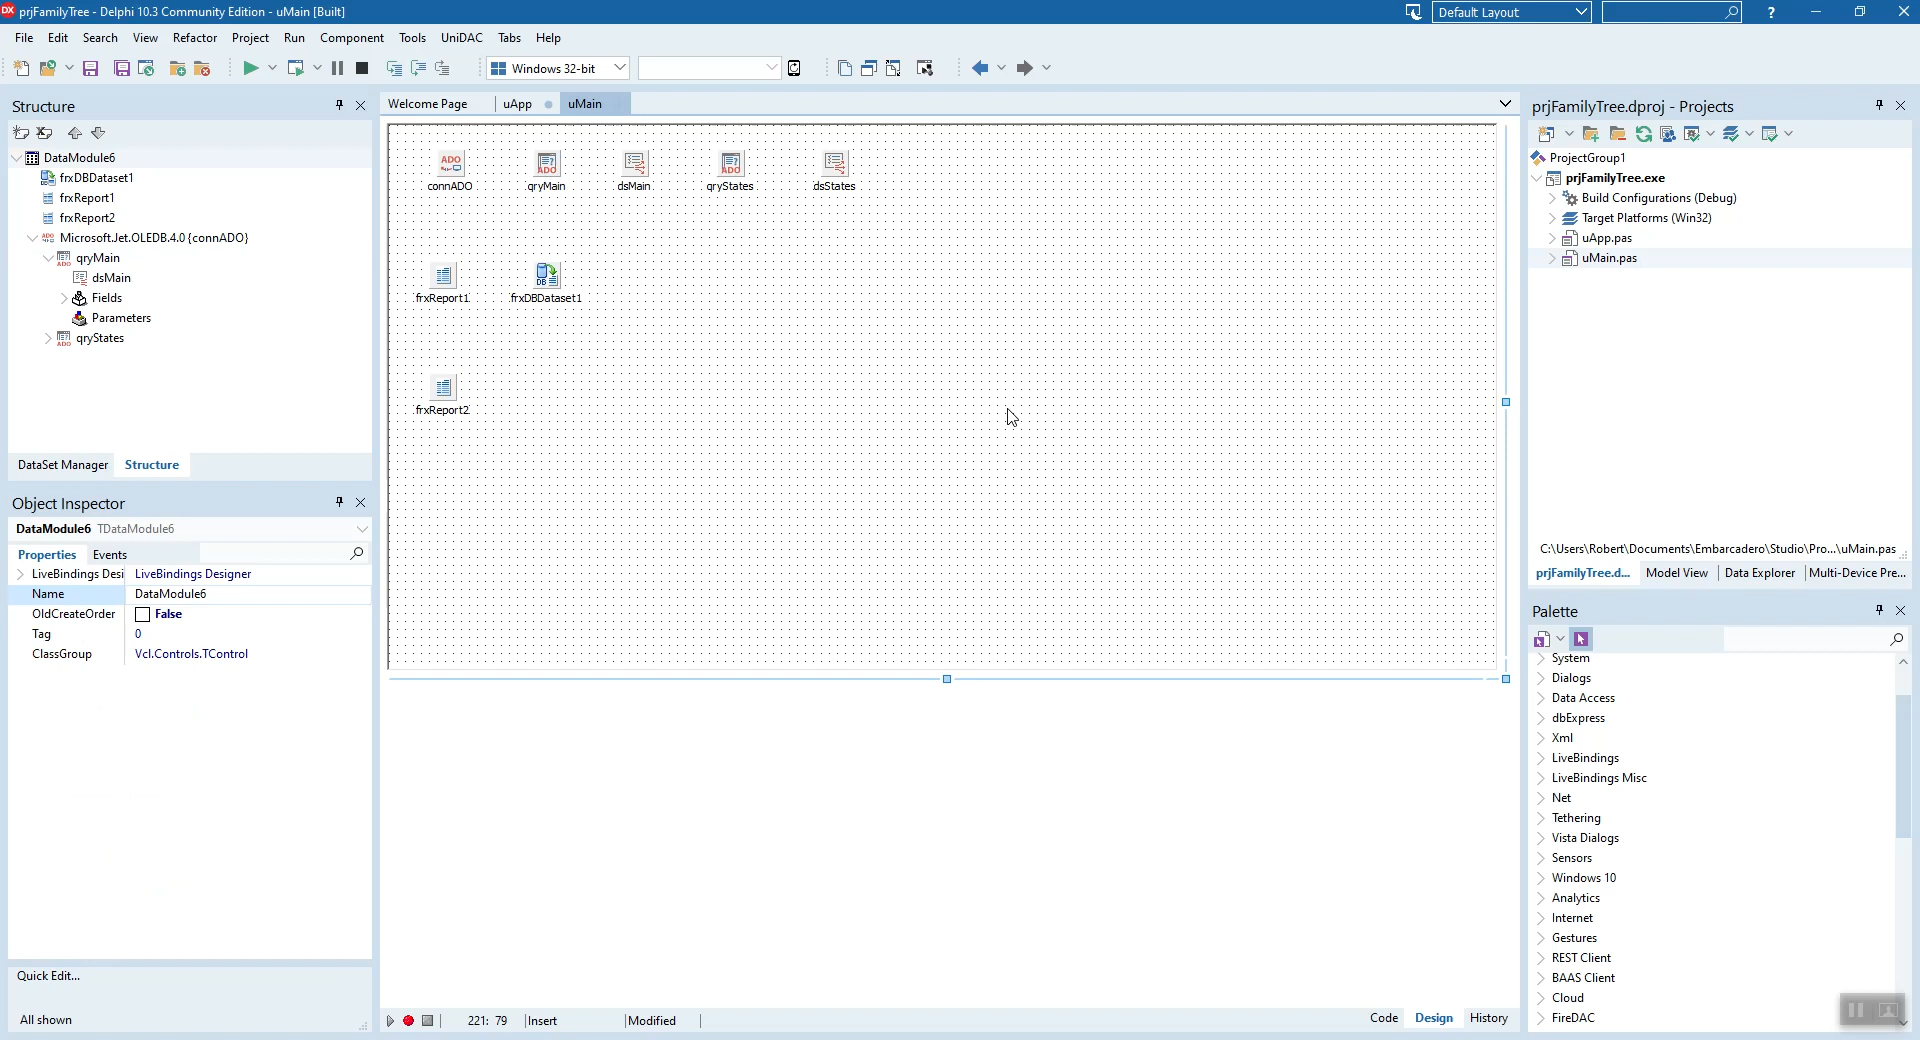 DX prjFamilyTree - Delphi 10.3 Community Edition - uMain [Built]
Default Layout
?
File Edit Search View Refactor Project Run Component Tools UniDAC Tabs Help
Windows 32-bit
Structure
DataModule6
frxDBDataset1
frxReport1
frxReport2
Microsoft.Jet.OLEDB.4.0 {connADO}
qryMain
dsMain
Fields
Parameters
qryStates
DataSet Manager Structure
Object Inspector
DataModule6 TDataModule6
Properties Events
LiveBindings Desi LiveBindings Designer
Name DataModule6
OldCreateOrder False
Tag 0
ClassGroup Vcl.Controls.TControl
Quick Edit...
All shown
Welcome Page uApp uMain
ADO ADO ADO
connADO qryMain dsMain qryStates dsStates
DB
frxReport1 frxDBDataset1
frxReport2
221: 79 Insert Modified
Code Design History
prjFamilyTree.dproj - Projects
ProjectGroup1
prjFamilyTree.exe
Build Configurations (Debug)
Target Platforms (Win32)
uApp.pas
uMain.pas
C:\Users\Robert\Documents\Embarcadero\Studio\Pro...\uMain.pas
prjFamilyTree.d... Model View Data Explorer Multi-Device Pre...
Palette
System
Dialogs
Data Access
dbExpress
Xml
LiveBindings
LiveBindings Misc
Net
Tethering
Vista Dialogs
Sensors
Windows 10
Analytics
Internet
Gestures
REST Client
BAAS Client
Cloud
FireDAC